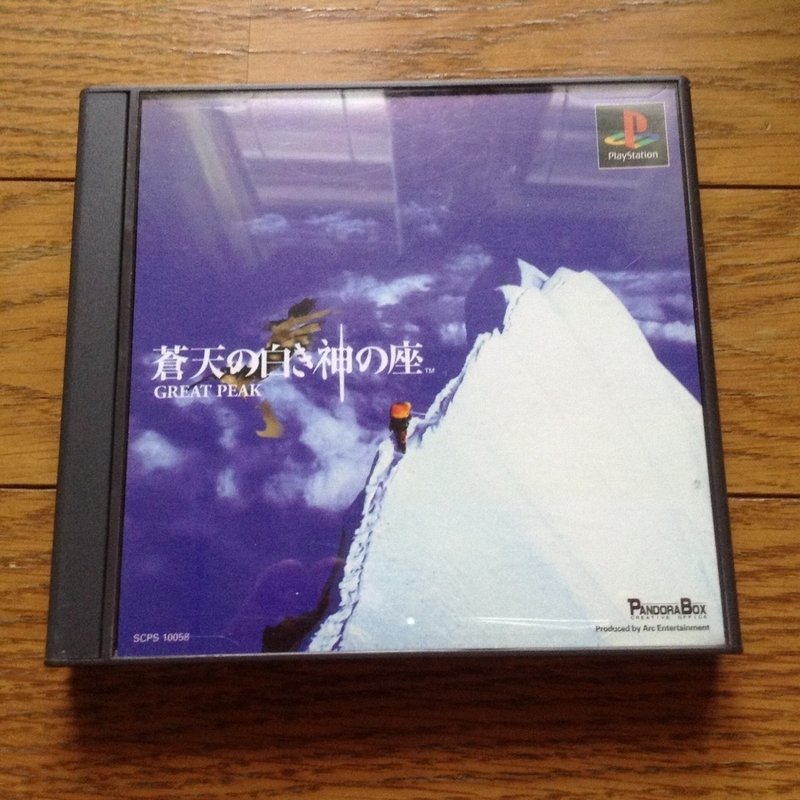 PlayStation
蒼天の白き神の座™
GREAT PEAK
PANDORA BOX
CREATIVE OFFICE
Produced by Arc Entertainment
SCPS 10058